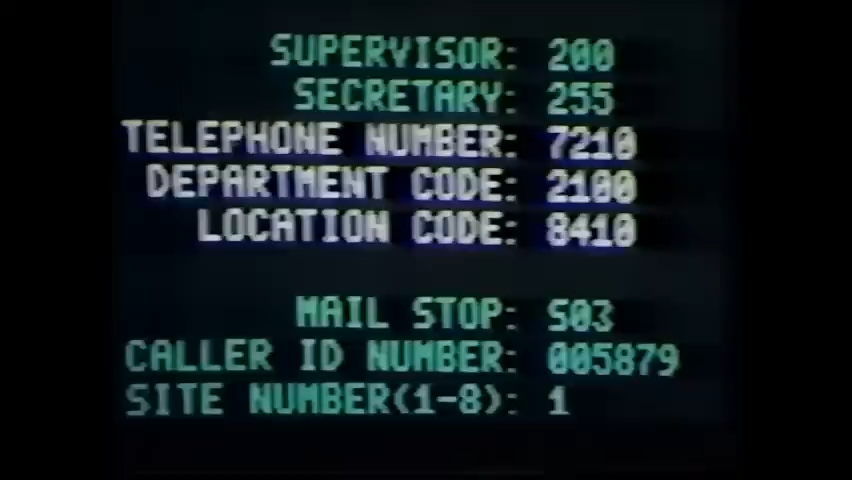 SUPERVISOR: 200
SECRETARY: 255
TELEPHONE NUMBER: 7210
DEPARTMENT CODE: 2100
LOCATION CODE: 8410
MAIL STOP: S03
CALLER ID NUMBER: 005879
SITE NUMBER(1-8): 1